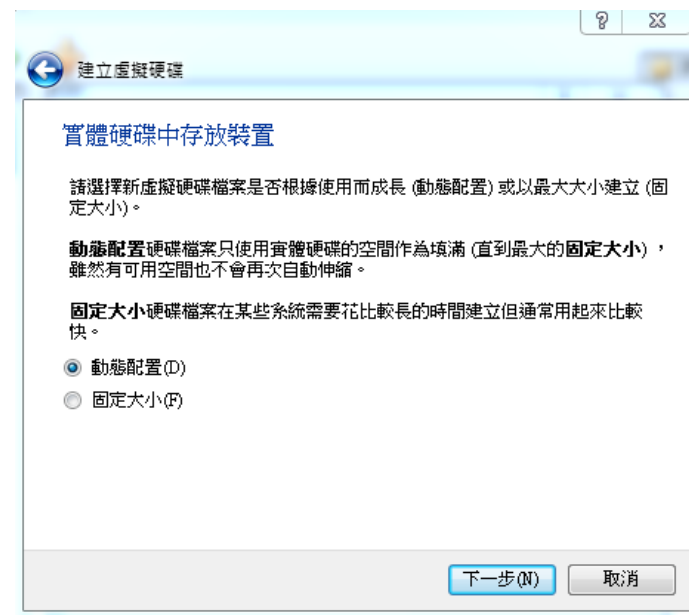 建立虛擬硬碟
實體硬碟中存放裝置
請選擇新虛擬硬碟檔案是否根據使用而成長 (動態配置) 或以最大大小建立 (固
定大小)。
動態配置硬碟檔案只使用實體硬碟的空間作為填滿 (直到最大的固定大小)，
雖然有可用空間也不會再次自動伸縮。
固定大小硬碟檔案在某些系統需要花比較長的時間建立但通常用起來比較
快。
動態配置(D)
固定大小(F)
下一步(N)
取消